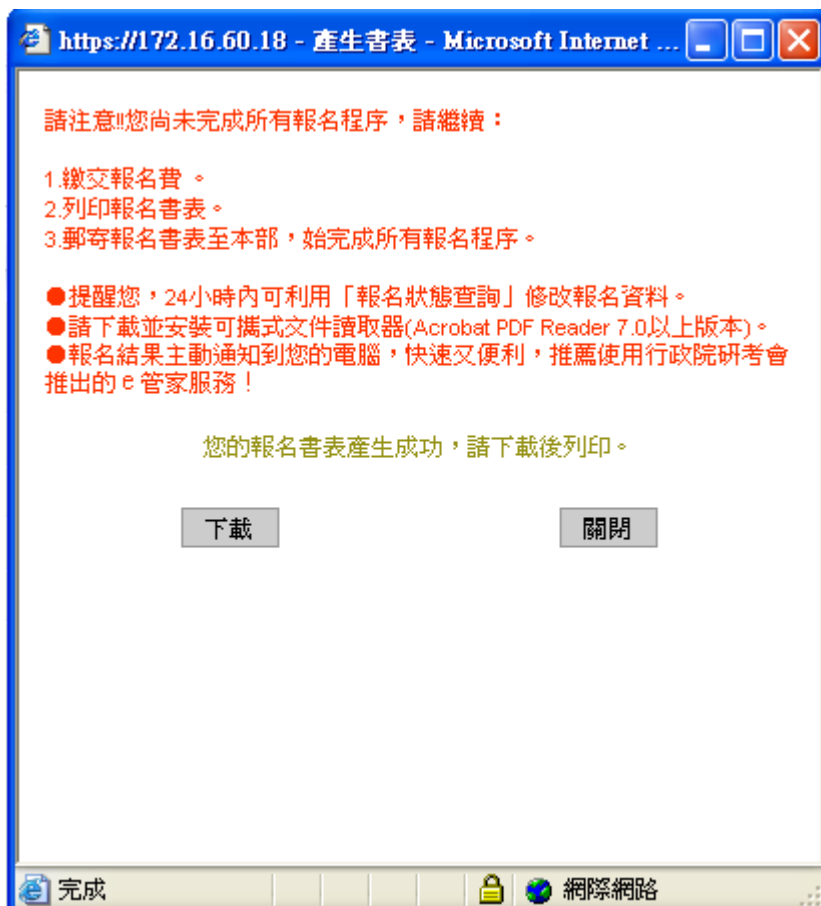 https://172.16.60.18 - 產生書表 - Microsoft Internet ...
請注意!!您尚未完成所有報名程序，請繼續：
1.繳交報名費。
2.列印報名書表。
3.郵寄報名書表至本部，始完成所有報名程序。
●提醒您，24小時內可利用「報名狀態查詢」修改報名資料。
●請下載並安裝可攜式文件讀取器(Acrobat PDF Reader 7.0以上版本)。
●報名結果主動通知到您的電腦，快速又便利，推薦使用行政院研考會
推出的ｅ管家服務！
您的報名書表產生成功，請下載後列印。
下載
關閉
完成
網際網路